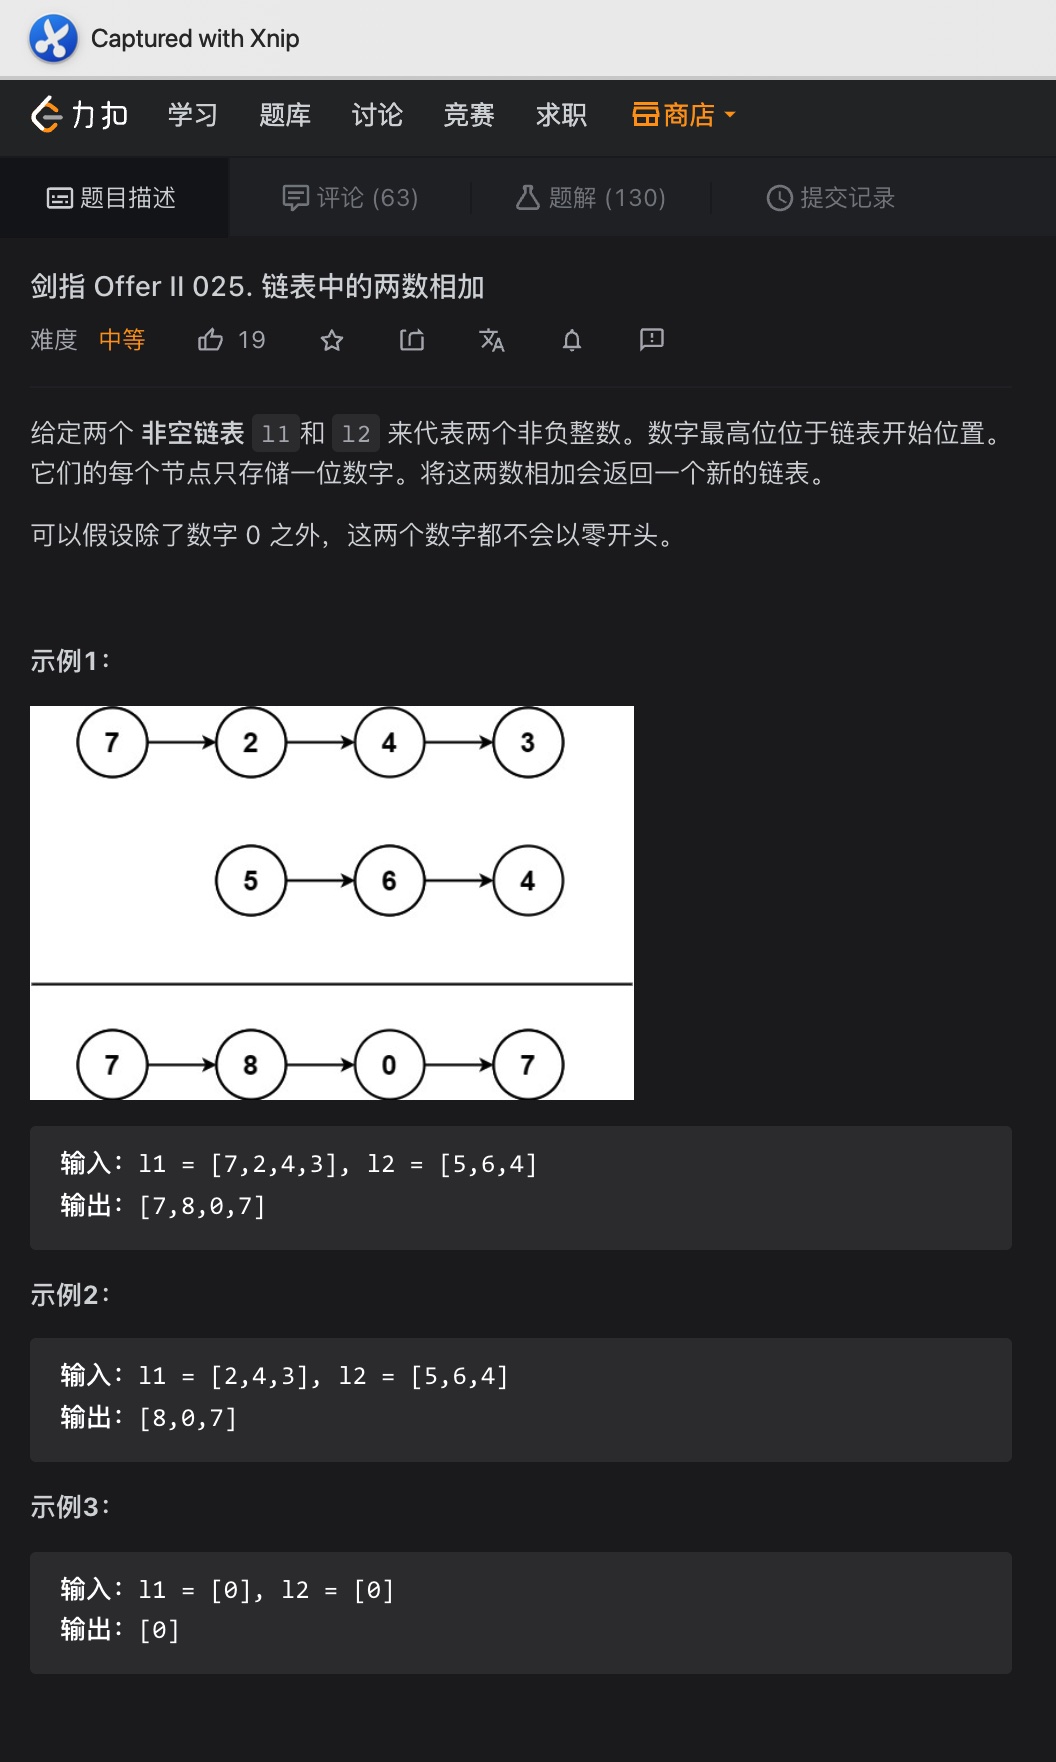 Captured with Xnip
力扣 学习 题库 讨论 竞赛 求职 商店
题目描述 评论 (63) 题解 (130) 提交记录
剑指 Offer II 025. 链表中的两数相加
难度 中等 19
给定两个 非空链表 l1和 l2 来代表两个非负整数。数字最高位位于链表开始位置。
它们的每个节点只存储一位数字。将这两数相加会返回一个新的链表。
可以假设除了数字 0 之外，这两个数字都不会以零开头。
示例1：
7 2 4 3
5 6 4
7 8 0 7
输入：l1 = [7,2,4,3], l2 = [5,6,4]
输出：[7,8,0,7]
示例2：
输入：l1 = [2,4,3], l2 = [5,6,4]
输出：[8,0,7]
示例3：
输入：l1 = [0], l2 = [0]
输出：[0]